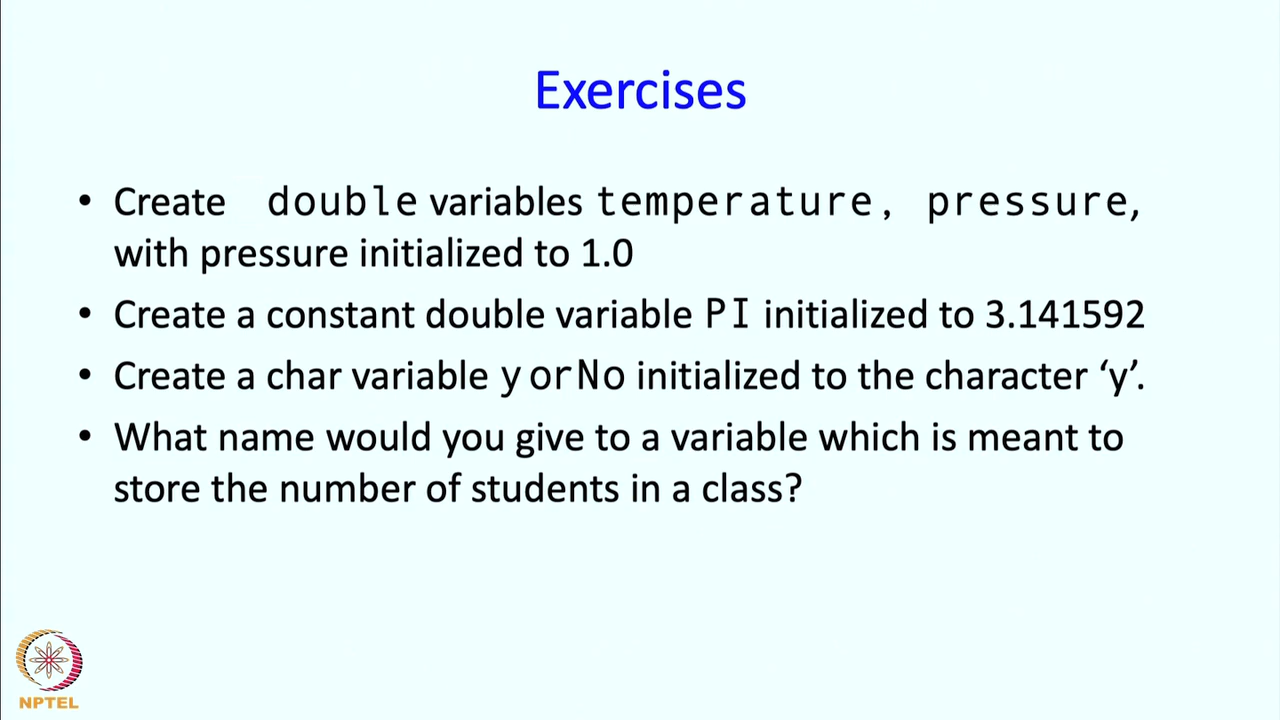 Exercises
• Create double variables temperature, pressure,
with pressure initialized to 1.0
• Create a constant double variable PI initialized to 3.141592
• Create a char variable yorNo initialized to the character ‘y’.
• What name would you give to a variable which is meant to
store the number of students in a class?
NPTEL